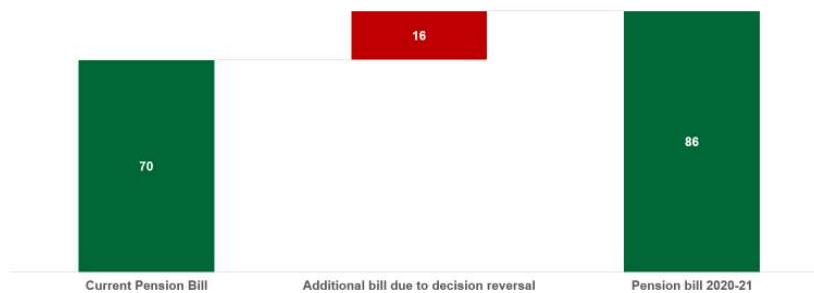 16
70
86
Current Pension Bill
Additional bill due to decision reversal
Pension bill 2020-21